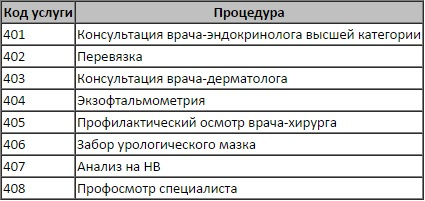 Код услуги Процедура
401 Консультация врача-эндокринолога высшей категории
402 Перевязка
403 Консультация врача-дерматолога
404 Экзофтальмометрия
405 Профилактический осмотр врача-хирурга
406 Забор урологического мазка
407 Анализ на HB
408 Профосмотр специалиста